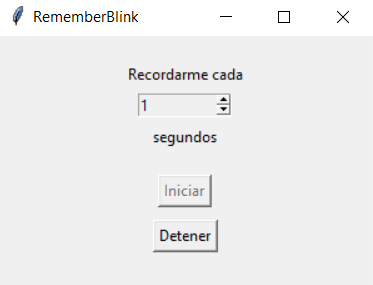 RememberBlink
Recordarme cada
1
segundos
Iniciar
Detener